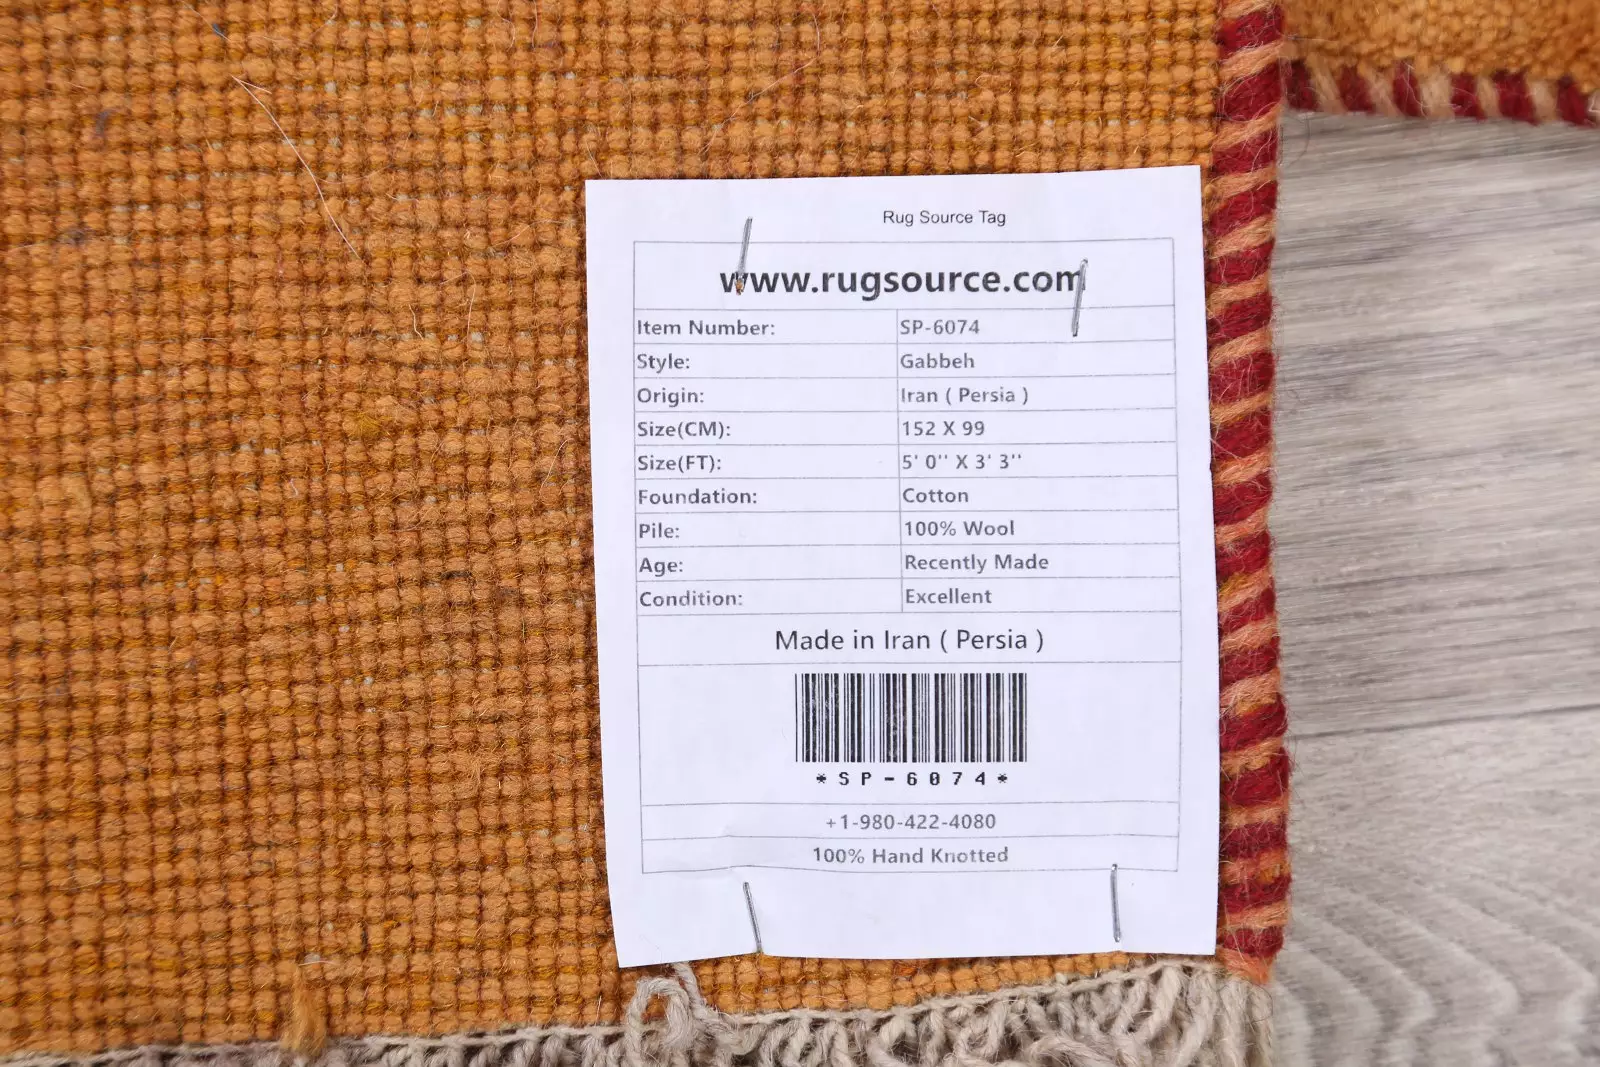 Rug Source Tag
www.rugsource.com
Item Number: SP-6074
Style: Gabbeh
Origin: Iran ( Persia )
Size(CM): 152 X 99
Size(FT): 5' 0'' X 3' 3''
Foundation: Cotton
Pile: 100% Wool
Age: Recently Made
Condition: Excellent
Made in Iran ( Persia )
*SP-6074*
+1-980-422-4080
100% Hand Knotted